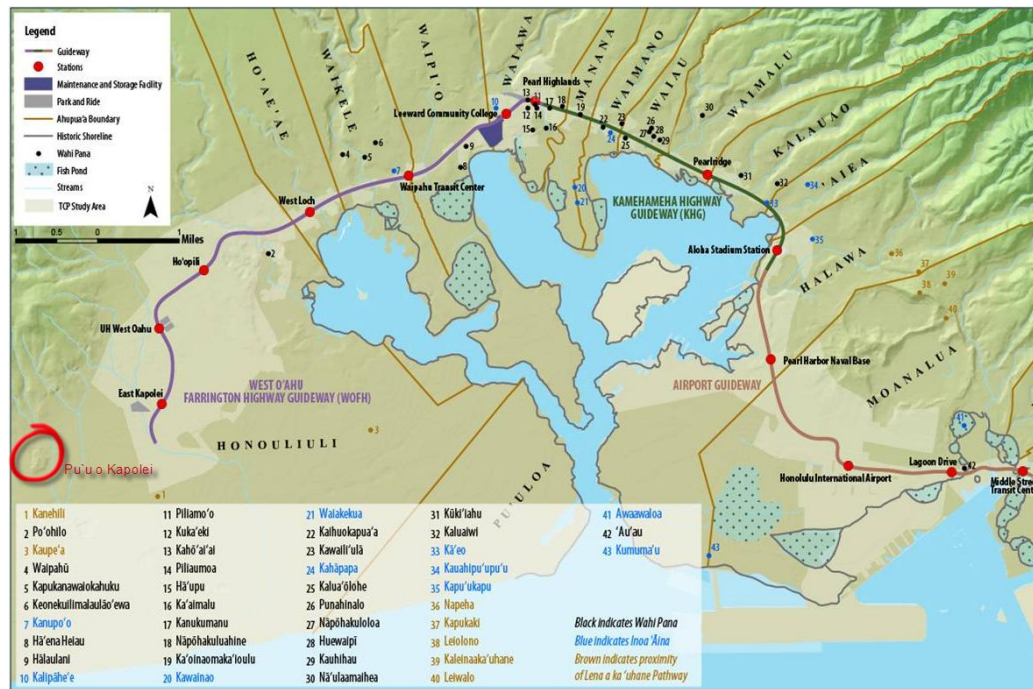 Legend
Guideway
Stations
Maintenance and Storage Facility
Park and Ride
Ahupua'a Boundary
Historic Shoreline
Wahi Pana
Fish Pond
Streams
TCP Study Area
N
1 0 1
Miles
HO'AE'AE
WAIKELE
WAIPI'O
WAIAWA
MANANA
WAIMANO
WAIAU
WAIMALU
KALAUAO
'AIEA
HALAWA
MOANALUA
HONOULIULI
PU'ULOA
Pearl Highlands
Leeward Community College
Waipahu Transit Center
West Loch
Ho'opili
UH West Oahu
East Kapolei
Pearlridge
Aloha Stadium Station
Pearl Harbor Naval Base
Honolulu International Airport
Lagoon Drive
Middle Street
Transit Cent
KAMEHAMEHA HIGHWAY
GUIDEWAY (KHG)
WEST O'AHU
FARRINGTON HIGHWAY GUIDEWAY (WOFH)
AIRPORT GUIDEWAY
Pu`u o Kapolei
1 Kanehili
2 Po'ohilo
3 Kaupe'a
4 Waipahū
5 Kapukanawaiokahuku
6 Keonekuilimalaulāo'ewa
7 Kanupo'o
8 Hā'ena Heiau
9 Hālaulani
10 Kalipāhe'e
11 Piliamo'o
12 Kuka'eki
13 Kahō'ai'ai
14 Piliaumoa
15 Hā'upu
16 Ka'aimalu
17 Kanukumanu
18 Nāpōhakuluahine
19 Ka'oinaomaka'ioulu
20 Kawainao
21 Waiakekua
22 Kaihuokapua'a
23 Kawaili'ulā
24 Kahāpapa
25 Kalua'ōlohe
26 Punahinalo
27 Nāpōhakuloloa
28 Huewaipī
29 Kauhihau
30 Nā'ulaamaihea
31 Kūki'iahu
32 Kaluaiwi
33 Kā'eo
34 Kauahipu'upu'u
35 Kapu'ukapu
36 Napeha
37 Kapukaki
38 Leiolono
39 Kaleinaaka'uhane
40 Leiwalo
41 Awaawaloa
42 'Au'au
43 Kumuma'u
Black indicates Wahi Pana
Blue indicates Inoa 'Āina
Brown indicates proximity
of Lena a ka 'uhane Pathway